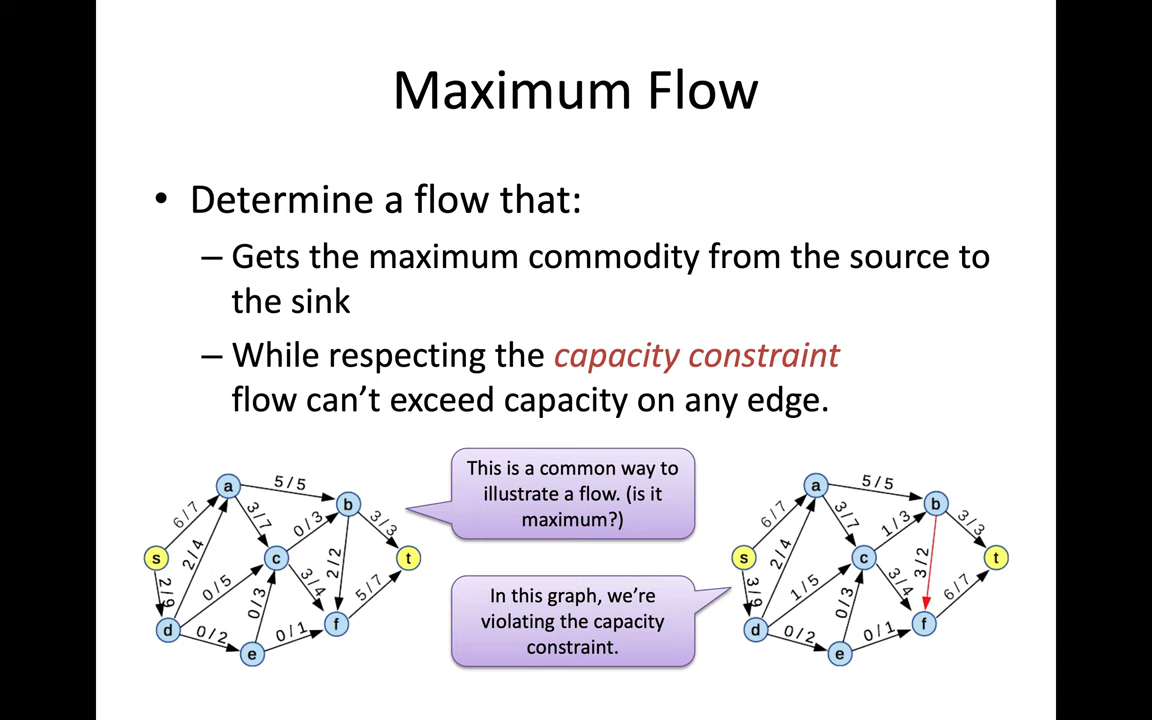 Maximum Flow
• Determine a flow that:
– Gets the maximum commodity from the source to
the sink
– While respecting the capacity constraint
flow can’t exceed capacity on any edge.
This is a common way to
illustrate a flow. (is it
maximum?)
In this graph, we’re
violating the capacity
constraint.
a
5 / 5
b
6 / 7
3 / 7
0 / 3
3 / 3
s
2 / 4
c
2 / 2
t
2 / 9
0 / 5
3 / 4
5 / 7
0 / 3
d
0 / 2
0 / 1
f
e
a
5 / 5
b
6 / 7
3 / 7
1 / 3
3 / 3
s
2 / 4
c
3 / 2
t
3 / 9
1 / 5
3 / 4
6 / 7
0 / 3
d
0 / 2
0 / 1
f
e